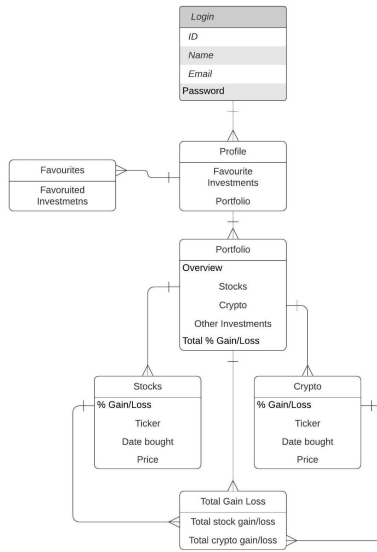 Login
ID
Name
Email
Password
Profile
Favourite
Investments
Portfolio
Favourites
Favoruited
Investmetns
Portfolio
Overview
Stocks
Crypto
Other Investments
Total % Gain/Loss
Stocks
% Gain/Loss
Ticker
Date bought
Price
Crypto
% Gain/Loss
Ticker
Date bought
Price
Total Gain Loss
Total stock gain/loss
Total crypto gain/loss